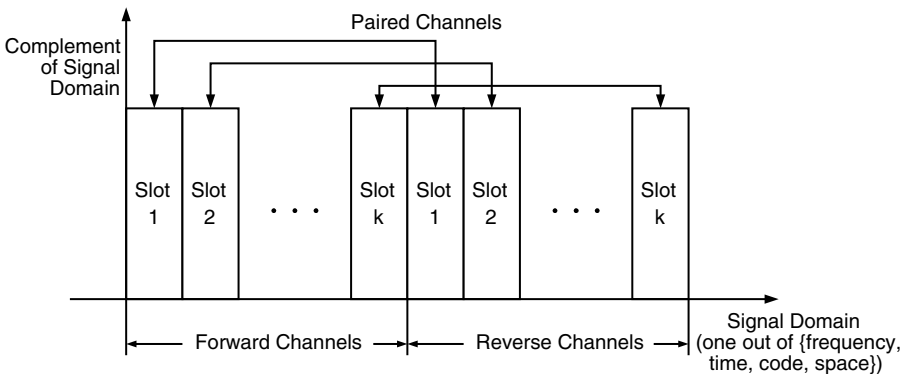 Paired Channels
Complement
of Signal
Domain
Slot
1
Slot
2
. . .
Slot
k
Slot
1
Slot
2
. . .
Slot
k
Forward Channels
Reverse Channels
Signal Domain
(one out of {frequency,
time, code, space})